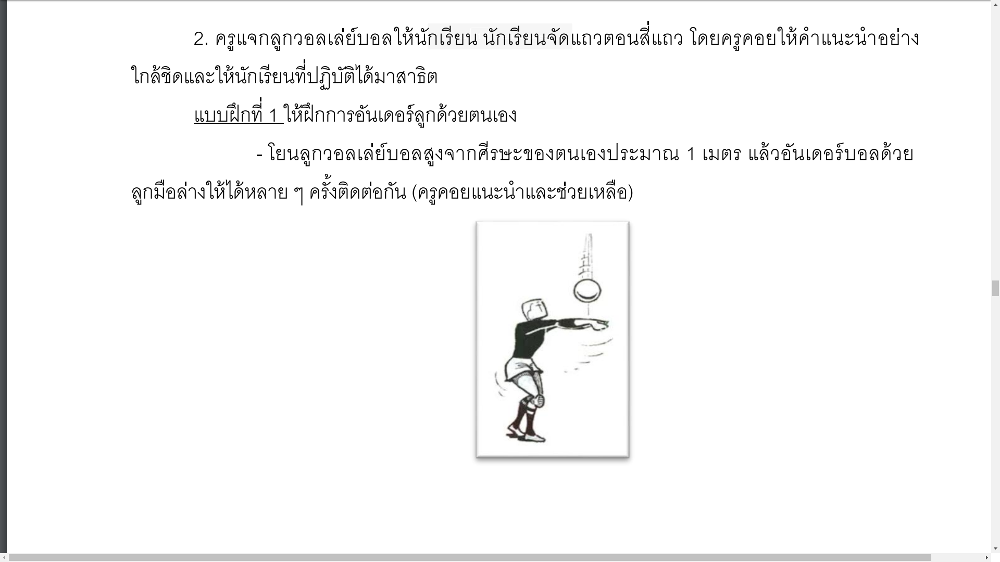 2. ครูแจกลูกวอลเล่ย์บอลให้นักเรียน นักเรียนจัดแถวตอนสี่แถว โดยครูคอยให้คำแนะนำอย่าง
ใกล้ชิดและให้นักเรียนที่ปฏิบัติได้มาสาธิต
แบบฝึกที่ 1 ให้ฝึกการอันเดอร์ลูกด้วยตนเอง
- โยนลูกวอลเล่ย์บอลสูงจากศีรษะของตนเองประมาณ 1 เมตร แล้วอันเดอร์บอลด้วย
ลูกมือล่างให้ได้หลาย ๆ ครั้งติดต่อกัน (ครูคอยแนะนำและช่วยเหลือ)